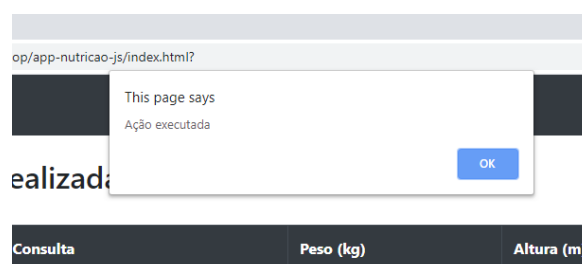 op/app-nutricao-js/index.html?
This page says
Ação executada
OK
ealizada
Consulta Peso (kg) Altura (m